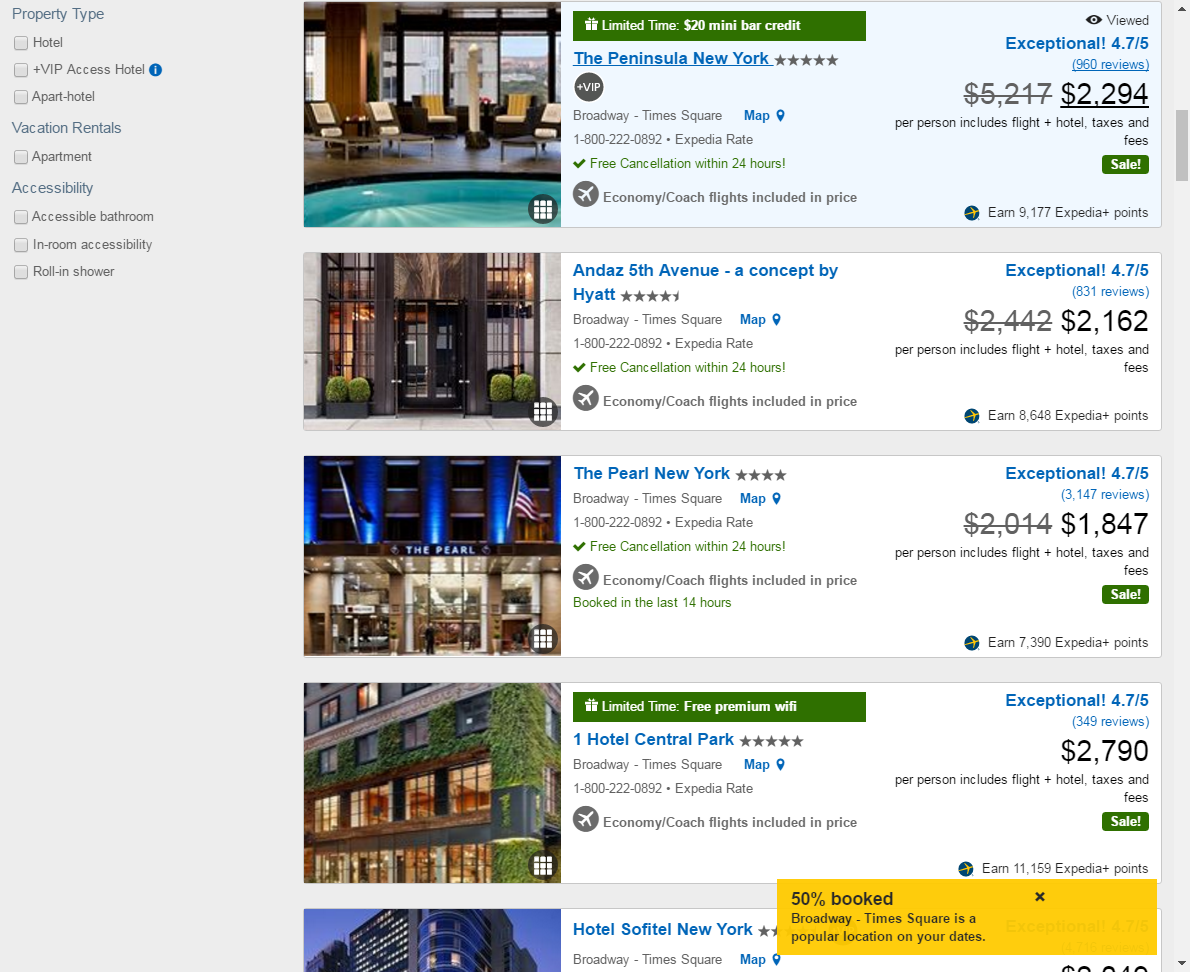 Property Type
Hotel
+VIP Access Hotel
Apart-hotel
Vacation Rentals
Apartment
Accessibility
Accessible bathroom
In-room accessibility
Roll-in shower
Limited Time: $20 mini bar credit
Viewed
The Peninsula New York
Exceptional! 4.7/5
(960 reviews)
+VIP
$5,217 $2,294
Broadway - Times Square Map
per person includes flight + hotel, taxes and
fees
1-800-222-0892 • Expedia Rate
Free Cancellation within 24 hours!
Sale!
Economy/Coach flights included in price
Earn 9,177 Expedia+ points
Andaz 5th Avenue - a concept by
Hyatt
Exceptional! 4.7/5
(831 reviews)
Broadway - Times Square Map
$2,442 $2,162
1-800-222-0892 • Expedia Rate
per person includes flight + hotel, taxes and
fees
Free Cancellation within 24 hours!
Economy/Coach flights included in price
Earn 8,648 Expedia+ points
THE PEARL
The Pearl New York
Exceptional! 4.7/5
(3,147 reviews)
Broadway - Times Square Map
$2,014 $1,847
1-800-222-0892 • Expedia Rate
per person includes flight + hotel, taxes and
fees
Free Cancellation within 24 hours!
Economy/Coach flights included in price
Sale!
Booked in the last 14 hours
Earn 7,390 Expedia+ points
Limited Time: Free premium wifi
Exceptional! 4.7/5
(349 reviews)
1 Hotel Central Park
$2,790
Broadway - Times Square Map
per person includes flight + hotel, taxes and
fees
1-800-222-0892 • Expedia Rate
Economy/Coach flights included in price
Sale!
Earn 11,159 Expedia+ points
50% booked
Broadway - Times Square is a
popular location on your dates.
Hotel Sofitel New York
Exceptional! 4.7/5
Broadway - Times Square Map